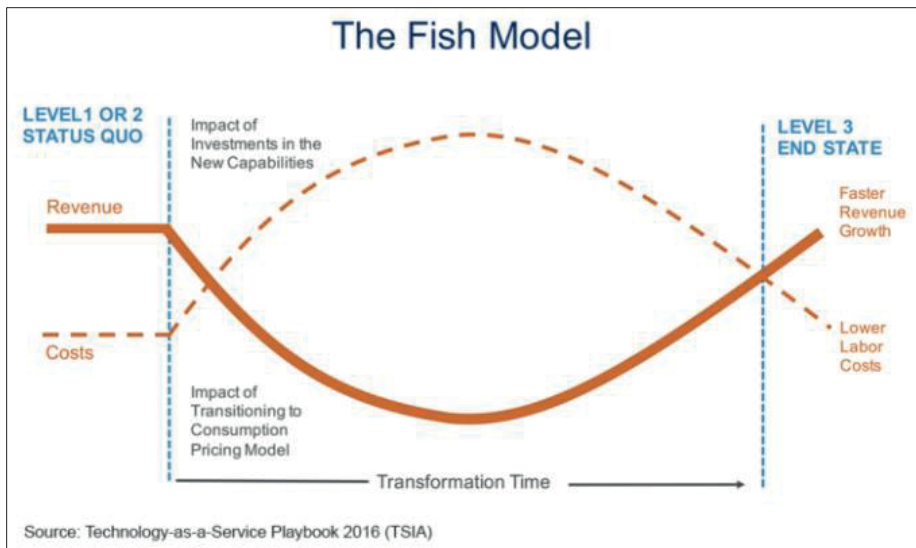 The Fish Model
LEVEL1 OR 2
STATUS QUO
Impact of
Investments in the
New Capabilities
LEVEL 3
END STATE
Revenue
Faster
Revenue
Growth
Costs
Lower
Labor
Costs
Impact of
Transitioning to
Consumption
Pricing Model
Transformation Time
Source: Technology-as-a-Service Playbook 2016 (TSIA)